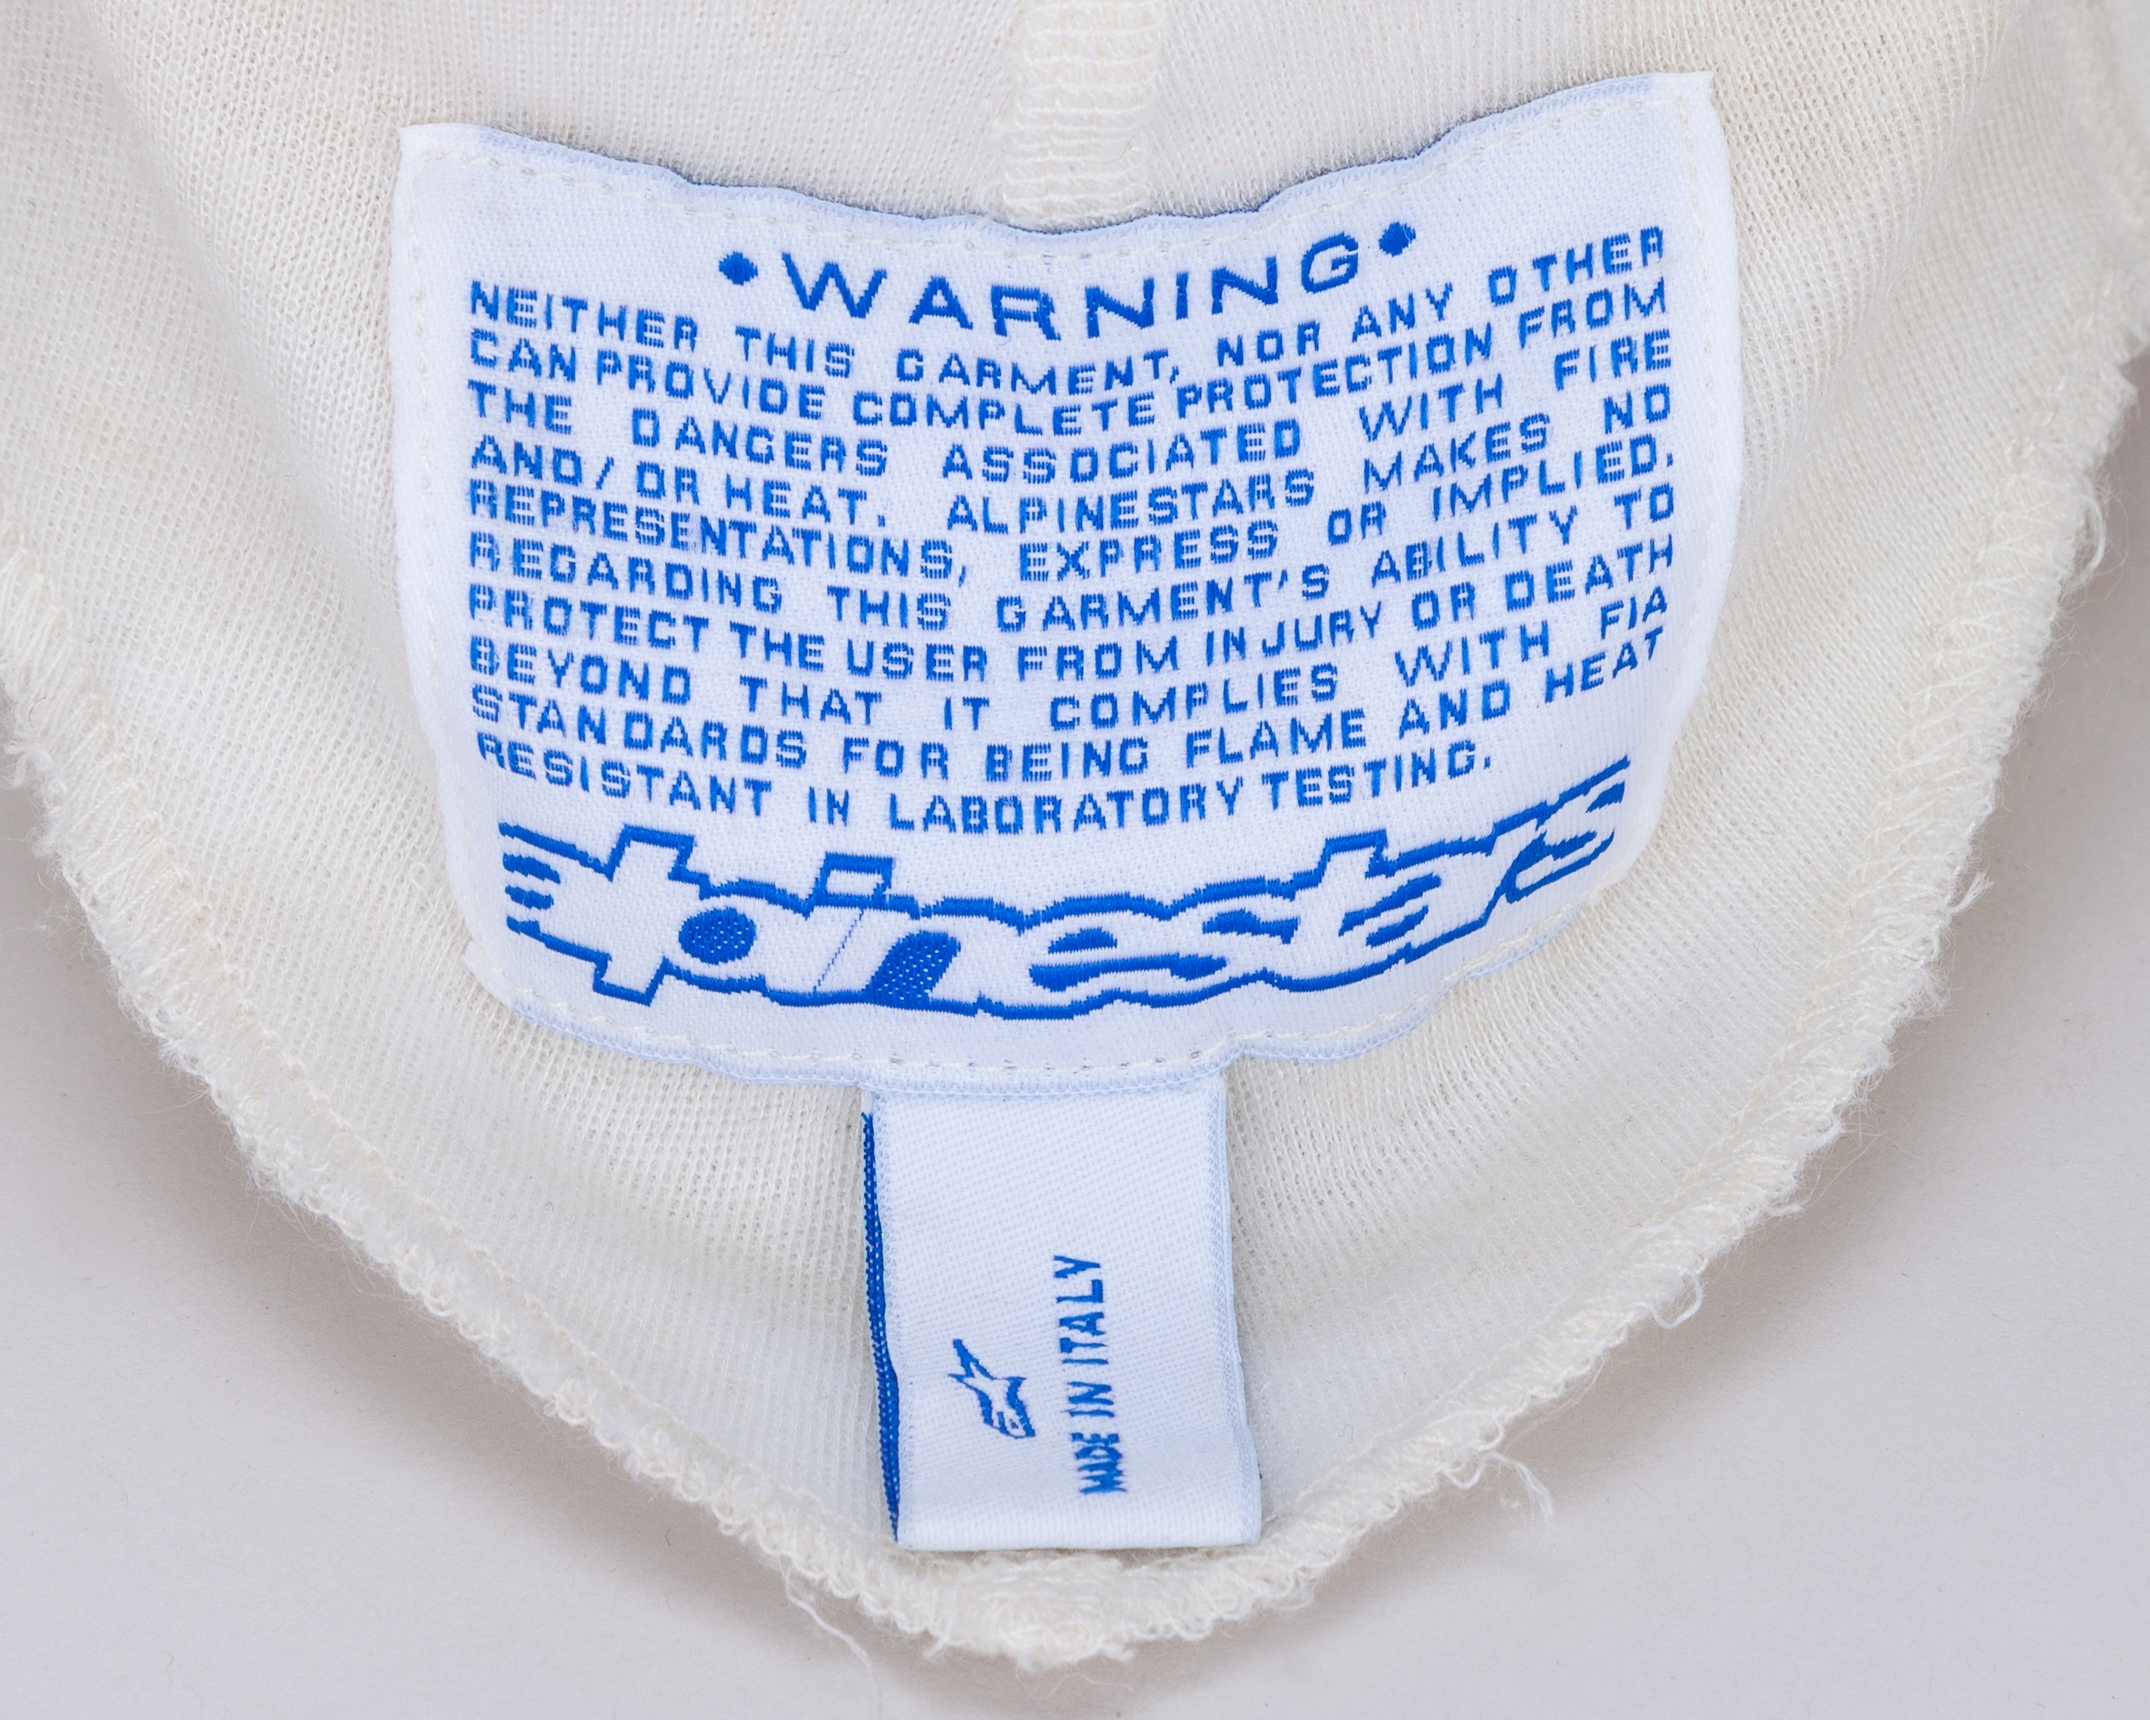 •WARNING•
NEITHER THIS GARMENT, NOR ANY OTHER
CAN PROVIDE COMPLETE PROTECTION FROM
THE DANGERS ASSOCIATED WITH FIRE
AND/OR HEAT. ALPINESTARS MAKES NO
REPRESENTATIONS, EXPRESS OR IMPLIED.
REGARDING THIS GARMENT'S ABILITY TO
PROTECT THE USER FROM INJURY OR DEATH
BEYOND THAT IT COMPLIES WITH FIA
STANDARDS FOR BEING FLAME AND HEAT
RESISTANT IN LABORATORY TESTING.
alpinestars
MADE IN ITALY